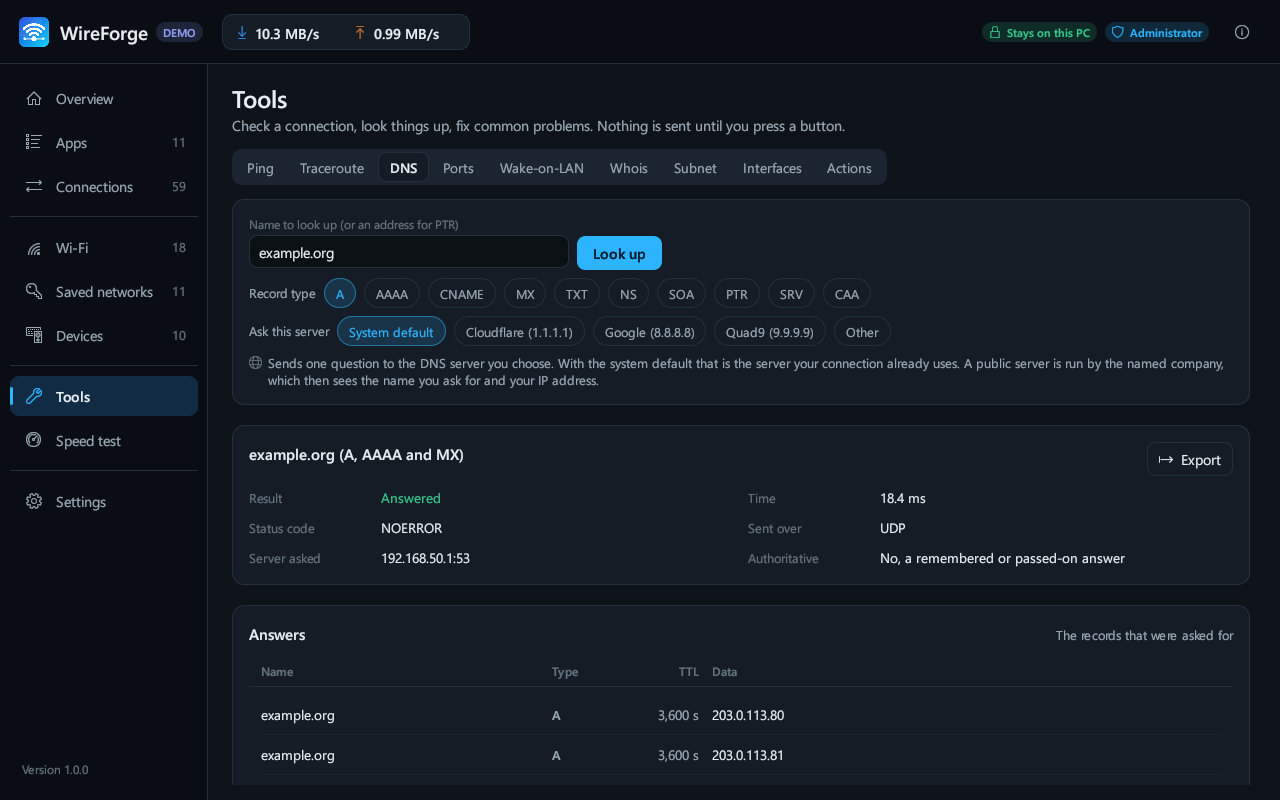 WireForge DEMO
10.3 MB/s 0.99 MB/s
Stays on this PC Administrator
Overview
Apps 11
Connections 59
Wi-Fi 18
Saved networks 11
Devices 10
Tools
Speed test
Settings
Version 1.0.0
Tools
Check a connection, look things up, fix common problems. Nothing is sent until you press a button.
Ping Traceroute DNS Ports Wake-on-LAN Whois Subnet Interfaces Actions
Name to look up (or an address for PTR)
example.org Look up
Record type A AAAA CNAME MX TXT NS SOA PTR SRV CAA
Ask this server System default Cloudflare (1.1.1.1) Google (8.8.8.8) Quad9 (9.9.9.9) Other
Sends one question to the DNS server you choose. With the system default that is the server your connection already uses. A public server is run by the named company,
which then sees the name you ask for and your IP address.
example.org (A, AAAA and MX) Export
Result Answered Time 18.4 ms
Status code NOERROR Sent over UDP
Server asked 192.168.50.1:53 Authoritative No, a remembered or passed-on answer
Answers The records that were asked for
Name Type TTL Data
example.org A 3,600 s 203.0.113.80
example.org A 3,600 s 203.0.113.81